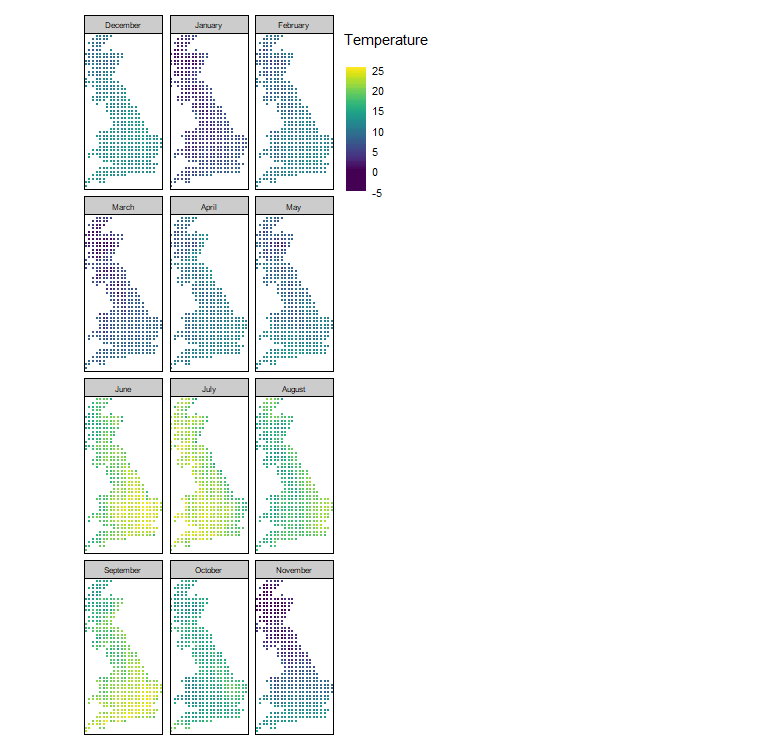 December
January
February
Temperature
25
20
15
10
5
0
-5
March
April
May
June
July
August
September
October
November